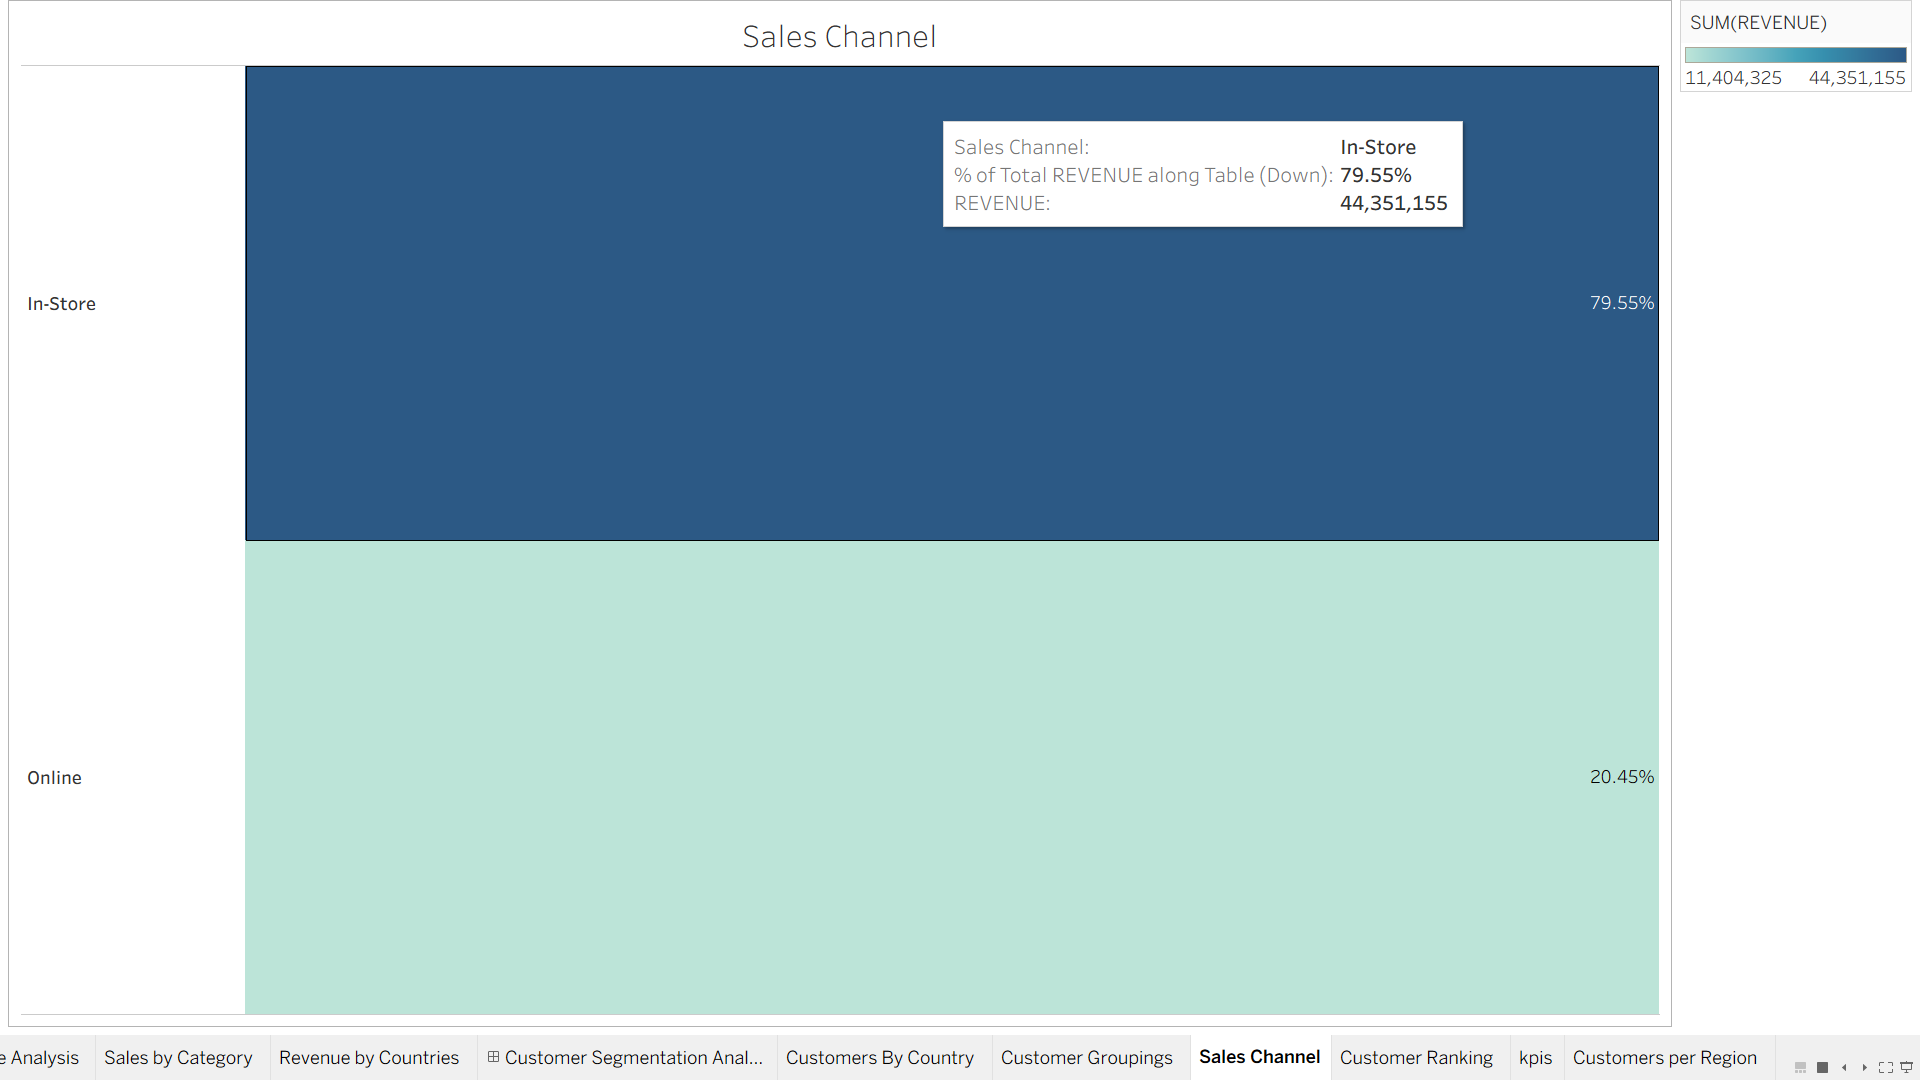 Sales Channel
SUM(REVENUE)
11,404,325 44,351,155
Sales Channel: In-Store
% of Total REVENUE along Table (Down): 79.55%
REVENUE: 44,351,155
In-Store 79.55%
Online 20.45%
e Analysis Sales by Category Revenue by Countries Customer Segmentation Anal... Customers By Country Customer Groupings Sales Channel Customer Ranking kpis Customers per Region